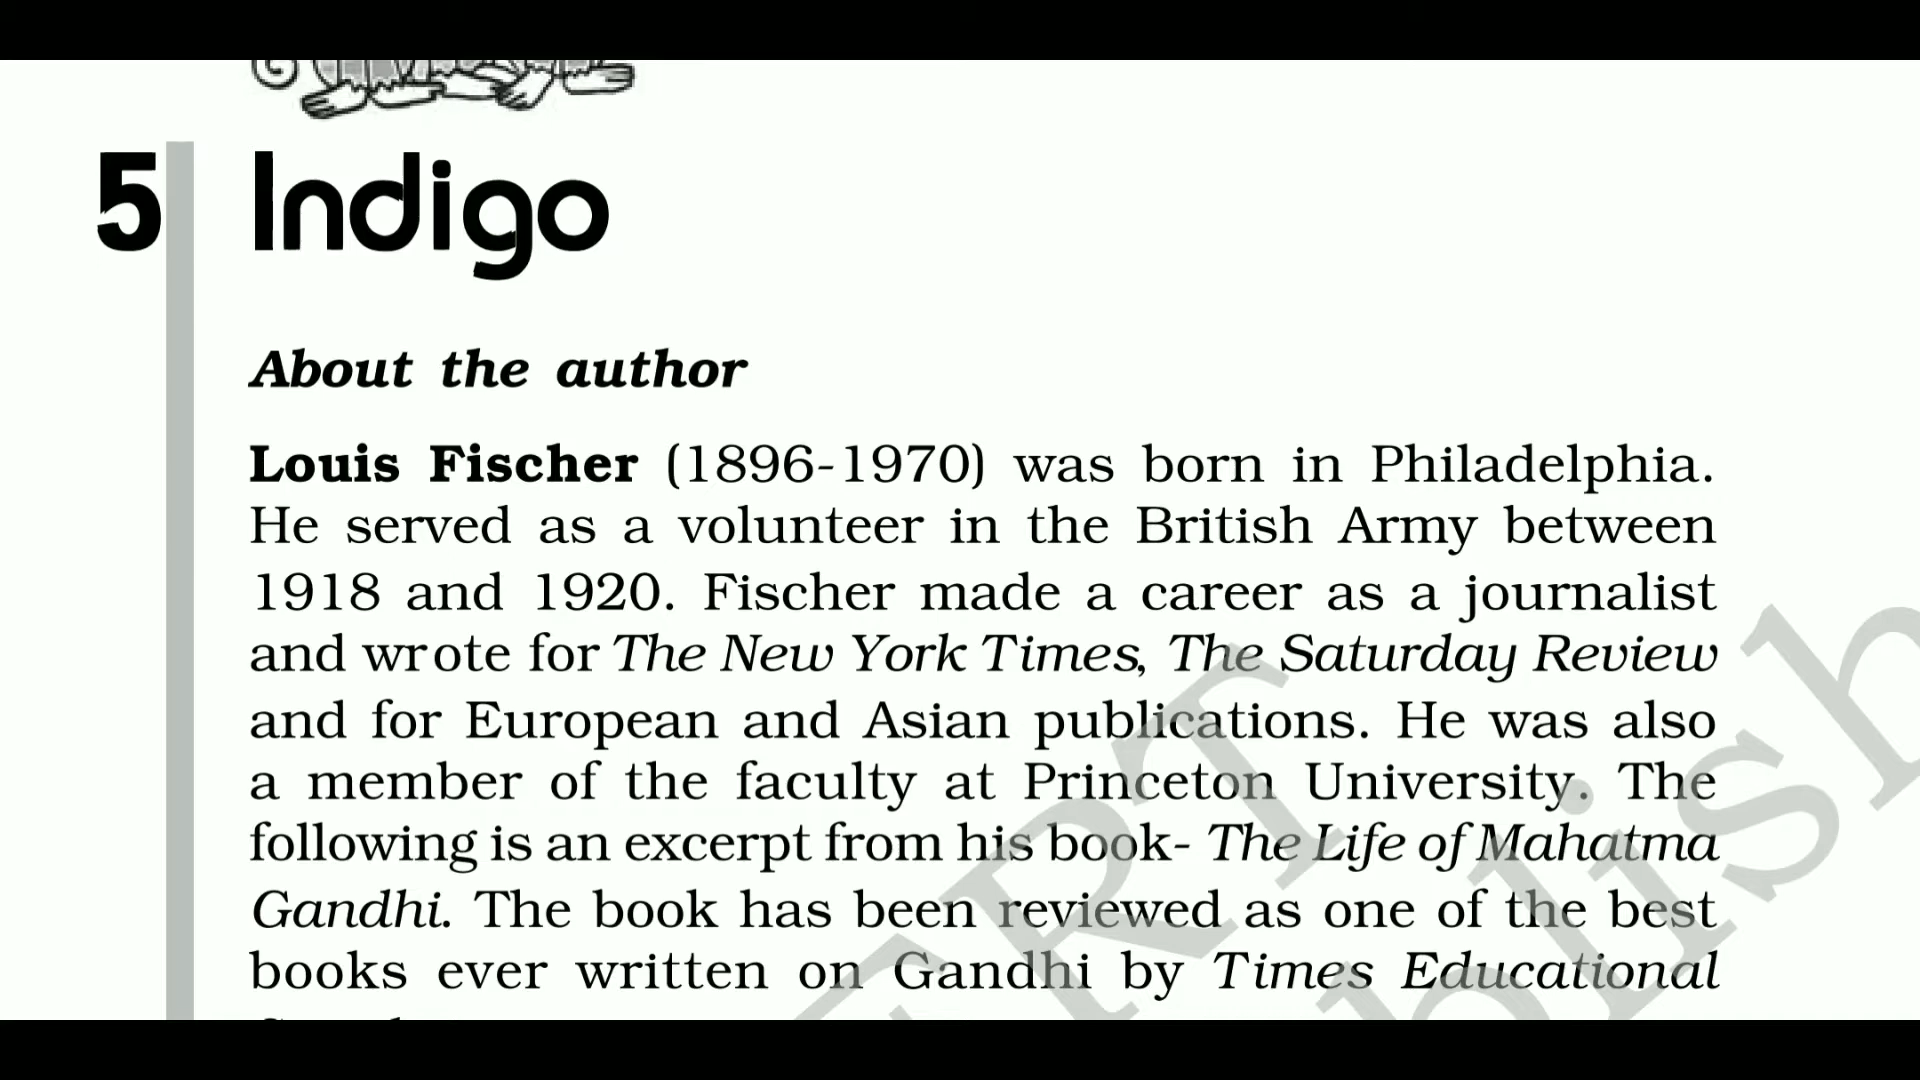 5 Indigo
About the author
Louis Fischer (1896-1970) was born in Philadelphia.
He served as a volunteer in the British Army between
1918 and 1920. Fischer made a career as a journalist
and wrote for The New York Times, The Saturday Review
and for European and Asian publications. He was also
a member of the faculty at Princeton University. The
following is an excerpt from his book- The Life of Mahatma
Gandhi. The book has been reviewed as one of the best
books ever written on Gandhi by Times Educational